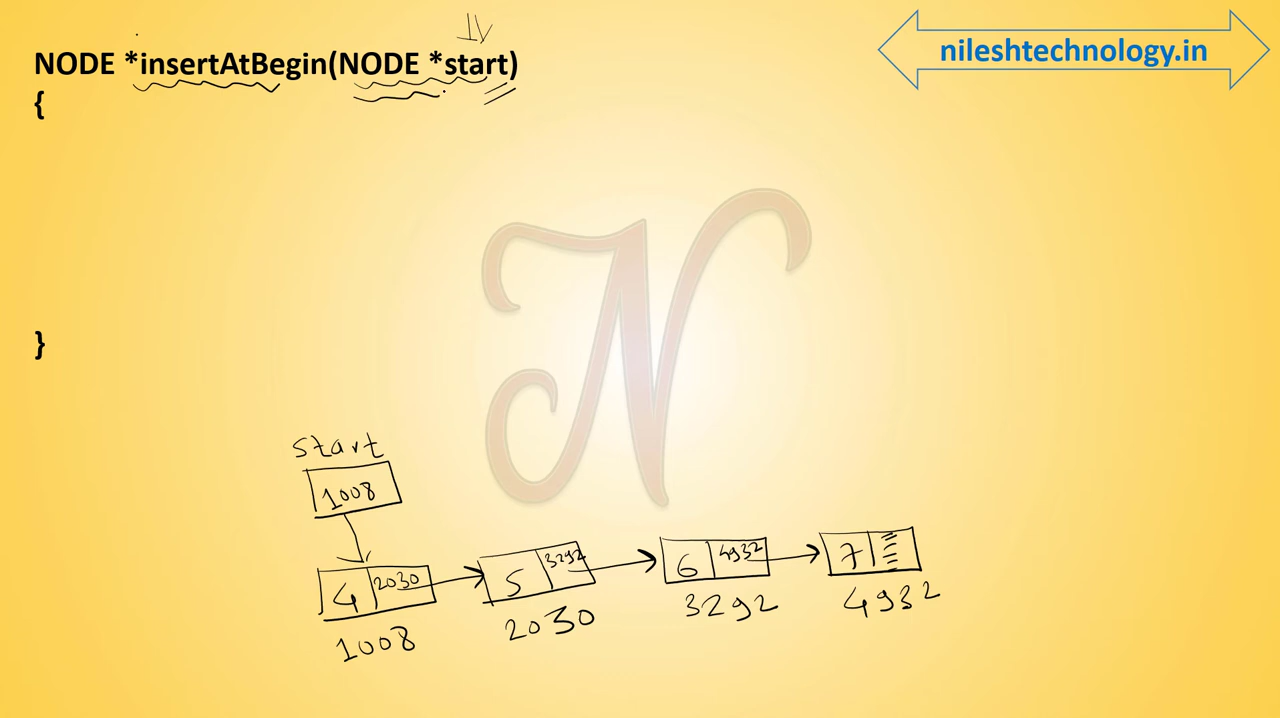 NODE *insertAtBegin(NODE *start)
nileshtechnology.in
{
N
}
start
1008
4 2030 5 3292 6 4932 7
1008 2030 3292 4932